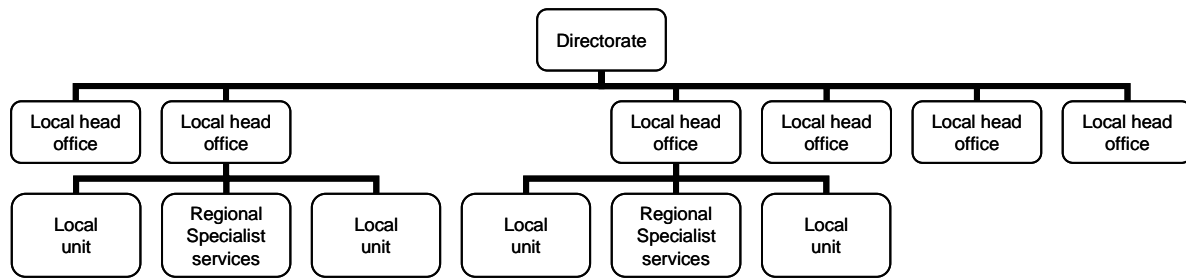 Directorate
Local head
office
Local head
office
Local head
office
Local head
office
Local head
office
Local head
office
Local
unit
Regional
Specialist
services
Local
unit
Local
unit
Regional
Specialist
services
Local
unit